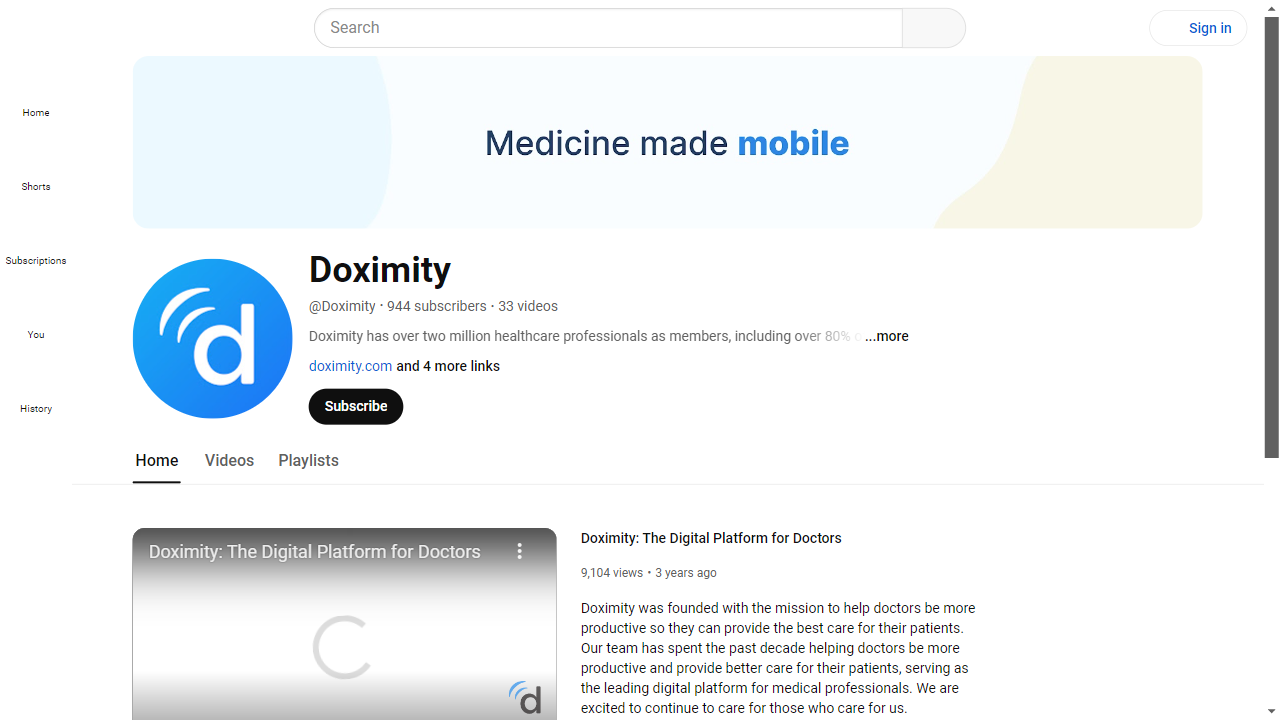 Search
Sign in
Home
Shorts
Subscriptions
You
History
Medicine made mobile
Doximity
@Doximity • 944 subscribers • 33 videos
Doximity has over two million healthcare professionals as members, including over 80% ...more
doximity.com and 4 more links
Subscribe
Home Videos Playlists
Doximity: The Digital Platform for Doctors
Doximity: The Digital Platform for Doctors
9,104 views • 3 years ago
Doximity was founded with the mission to help doctors be more
productive so they can provide the best care for their patients.
Our team has spent the past decade helping doctors be more
productive and provide better care for their patients, serving as
the leading digital platform for medical professionals. We are
excited to continue to care for those who care for us.